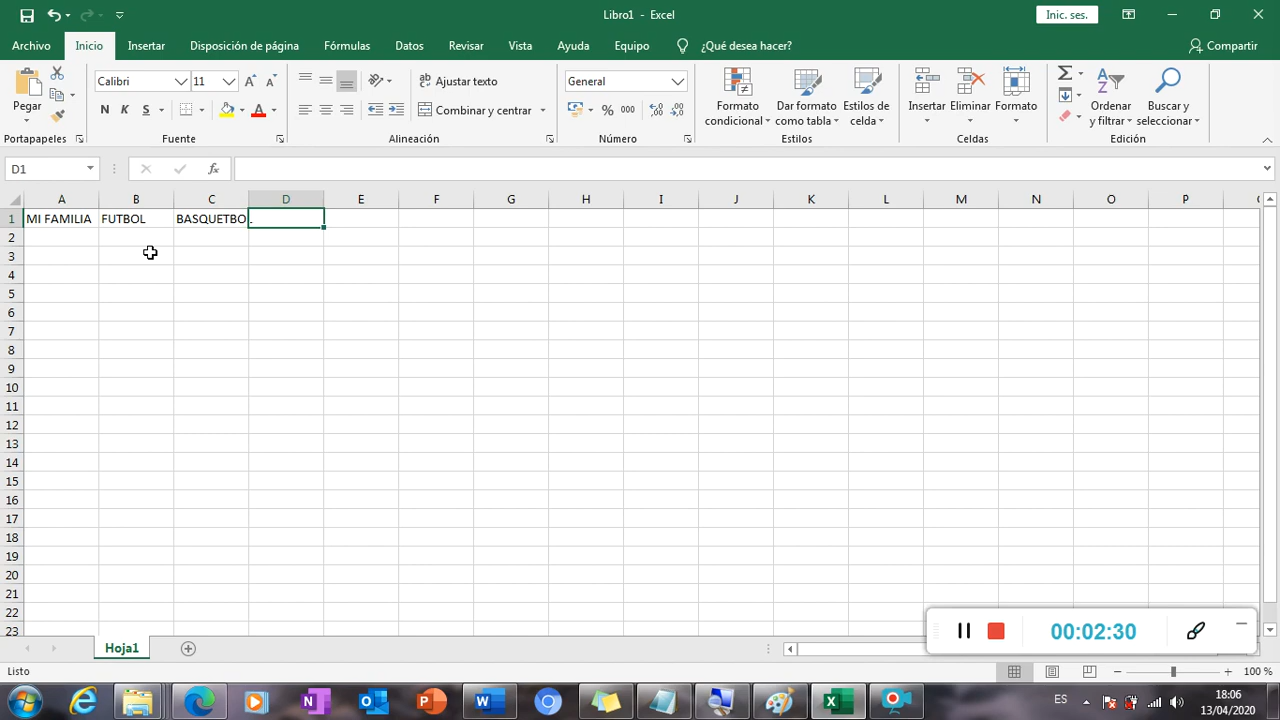 Libro1 - Excel
Inic. ses.
Archivo Inicio Insertar Disposición de página Fórmulas Datos Revisar Vista Ayuda Equipo ¿Qué desea hacer? Compartir
Pegar
Calibri 11
N K S
Ajustar texto
Combinar y centrar
General
% 000
Formato condicional
Dar formato como tabla
Estilos de celda
Insertar Eliminar Formato
Ordenar y filtrar
Buscar y seleccionar
Portapapeles Fuente Alineación Número Estilos Celdas Edición
D1 fx
A B C D E F G H I J K L M N O P
1 MI FAMILIA FUTBOL BASQUETBO
2
3
4
5
6
7
8
9
10
11
12
13
14
15
16
17
18
19
20
21
22
23
00:02:30
Hoja1
Listo 100 %
ES 18:06
13/04/2020